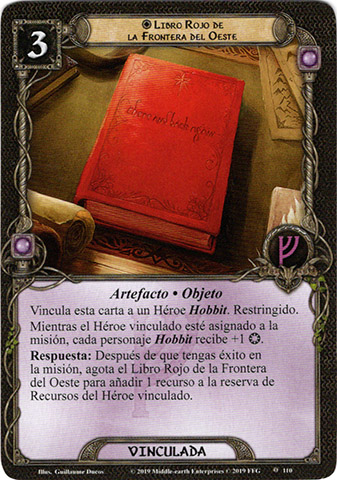 3
Libro Rojo de
la Frontera del Oeste
Artefacto • Objeto
Vincula esta carta a un Héroe Hobbit. Restringido.
Mientras el Héroe vinculado esté asignado a la
misión, cada personaje Hobbit recibe +1
Respuesta: Después de que tengas éxito en
la misión, agota el Libro Rojo de la Frontera
del Oeste para añadir 1 recurso a la reserva de
Recursos del Héroe vinculado.
VINCULADA
Illus. Guillaume Ducos
© 2019 Middle-earth Enterprises © 2019 FFG
110